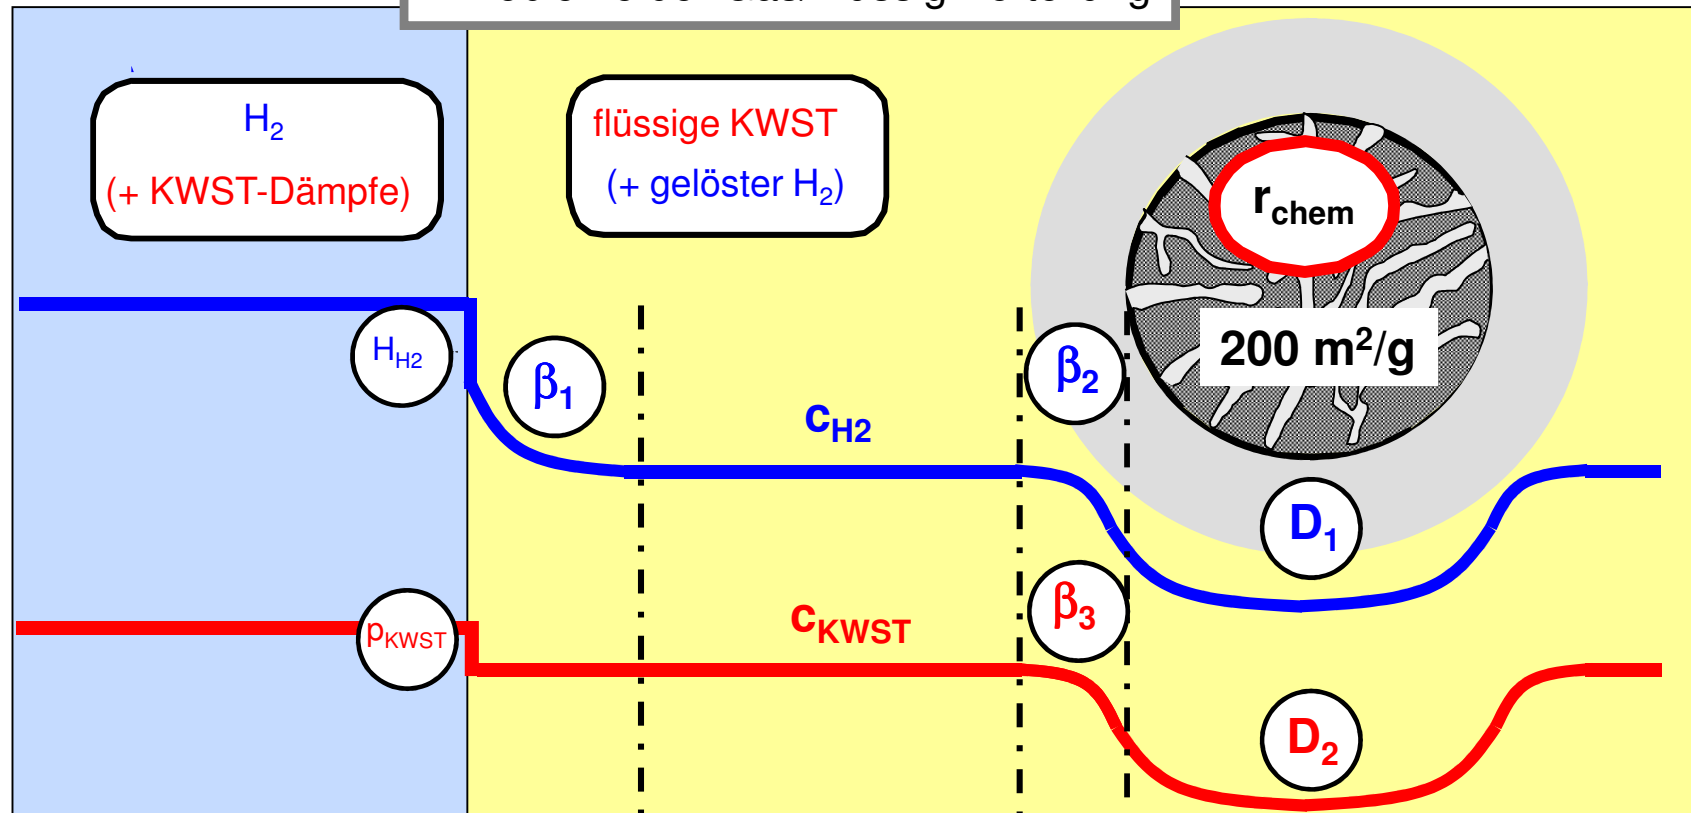 H2
(+ KWST-Dämpfe)
flüssige KWST
(+ gelöster H2)
rchem
200 m²/g
HH2
β1
β2
cH2
D1
pKWST
cKWST
β3
D2